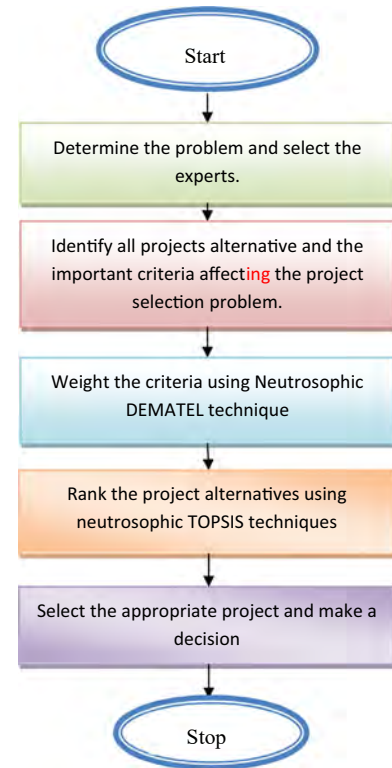 Start
Determine the problem and select the
experts.
Identify all projects alternative and the
important criteria affecting the project
selection problem.
Weight the criteria using Neutrosophic
DEMATEL technique
Rank the project alternatives using
neutrosophic TOPSIS techniques
Select the appropriate project and make a
decision
Stop